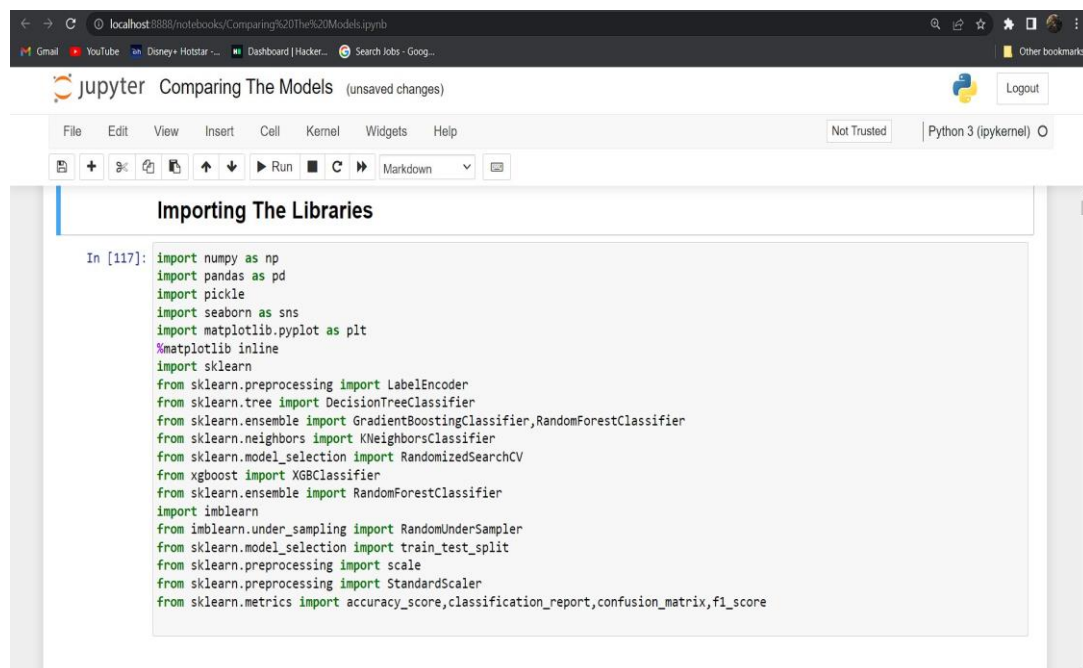 localhost:8888/notebooks/Comparing%20The%20Models.ipynb
Gmail YouTube Disney+ Hotstar -... Dashboard | Hacker... Search Jobs - Goog... Other bookmarks
jupyter Comparing The Models (unsaved changes) Logout
File Edit View Insert Cell Kernel Widgets Help Not Trusted Python 3 (ipykernel)
Run Markdown
Importing The Libraries
In [117]: import numpy as np
import pandas as pd
import pickle
import seaborn as sns
import matplotlib.pyplot as plt
%matplotlib inline
import sklearn
from sklearn.preprocessing import LabelEncoder
from sklearn.tree import DecisionTreeClassifier
from sklearn.ensemble import GradientBoostingClassifier,RandomForestClassifier
from sklearn.neighbors import KNeighborsClassifier
from sklearn.model_selection import RandomizedSearchCV
from xgboost import XGBClassifier
from sklearn.ensemble import RandomForestClassifier
import imblearn
from imblearn.under_sampling import RandomUnderSampler
from sklearn.model_selection import train_test_split
from sklearn.preprocessing import scale
from sklearn.preprocessing import StandardScaler
from sklearn.metrics import accuracy_score,classification_report,confusion_matrix,f1_score